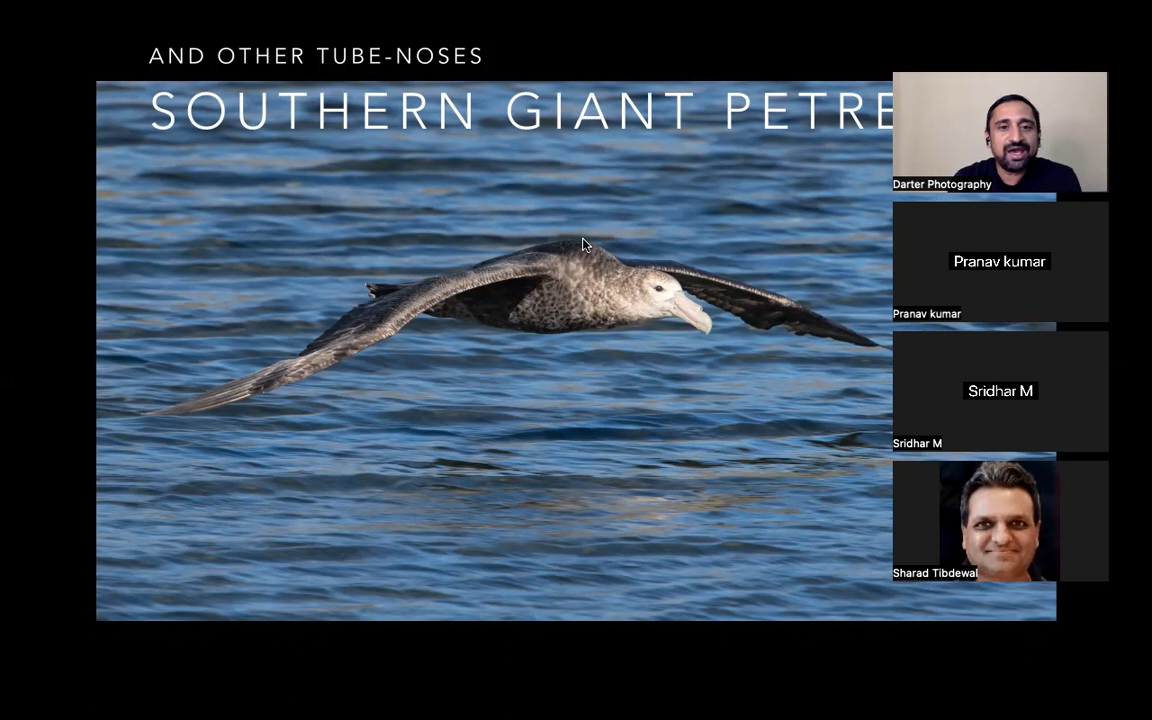 AND OTHER TUBE-NOSES
SOUTHERN GIANT PETRE
Darter Photography
Pranav kumar
Pranav kumar
Sridhar M
Sridhar M
Sharad Tibdewal